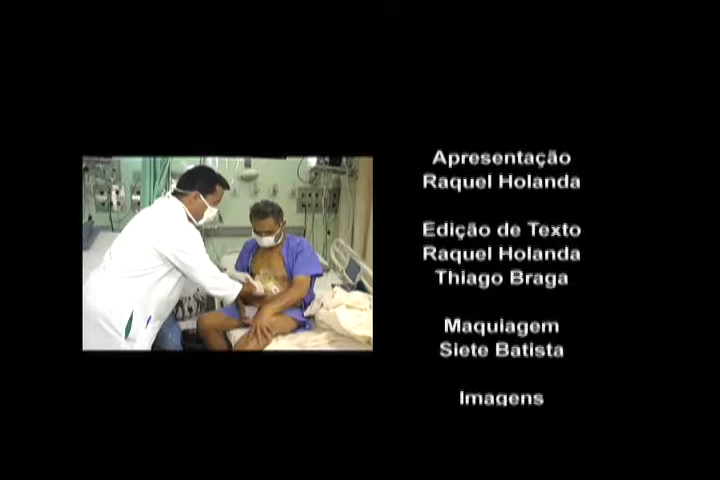 Apresentação
Raquel Holanda
Edição de Texto
Raquel Holanda
Thiago Braga
Maquiagem
Siete Batista
Imagens